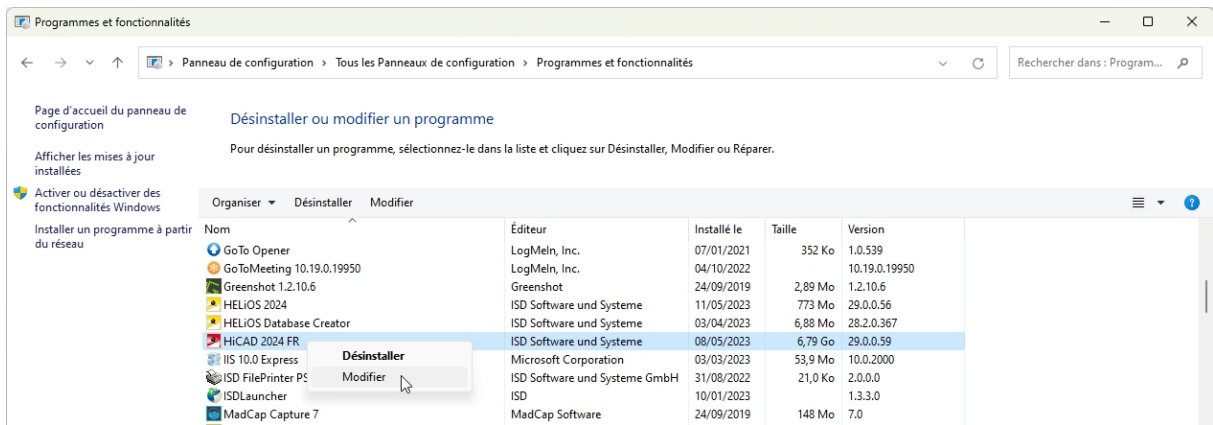 Programmes et fonctionnalités
Panneau de configuration > Tous les Panneaux de configuration > Programmes et fonctionnalités
Rechercher dans : Program...
Page d'accueil du panneau de
configuration
Afficher les mises à jour
installées
Activer ou désactiver des
fonctionnalités Windows
Installer un programme à partir
du réseau
Désinstaller ou modifier un programme
Pour désinstaller un programme, sélectionnez-le dans la liste et cliquez sur Désinstaller, Modifier ou Réparer.
Organiser Désinstaller Modifier
Nom Éditeur Installé le Taille Version
GoTo Opener LogMeIn, Inc. 07/01/2021 352 Ko 1.0.539
GoToMeeting 10.19.0.19950 LogMeIn, Inc. 04/10/2022 10.19.0.19950
Greenshot 1.2.10.6 Greenshot 24/09/2019 2,89 Mo 1.2.10.6
HELiOS 2024 ISD Software und Systeme 11/05/2023 773 Mo 29.0.0.56
HELiOS Database Creator ISD Software und Systeme 03/04/2023 6,88 Mo 28.2.0.367
HiCAD 2024 FR ISD Software und Systeme 08/05/2023 6,79 Go 29.0.0.59
IIS 10.0 Express Microsoft Corporation 03/03/2023 53,9 Mo 10.0.2000
ISD FilePrinter PS ISD Software und Systeme GmbH 31/08/2022 21,0 Ko 2.0.0.0
ISDLauncher ISD 10/01/2023 1.3.3.0
MadCap Capture 7 MadCap Software 24/09/2019 148 Mo 7.0
Désinstaller
Modifier